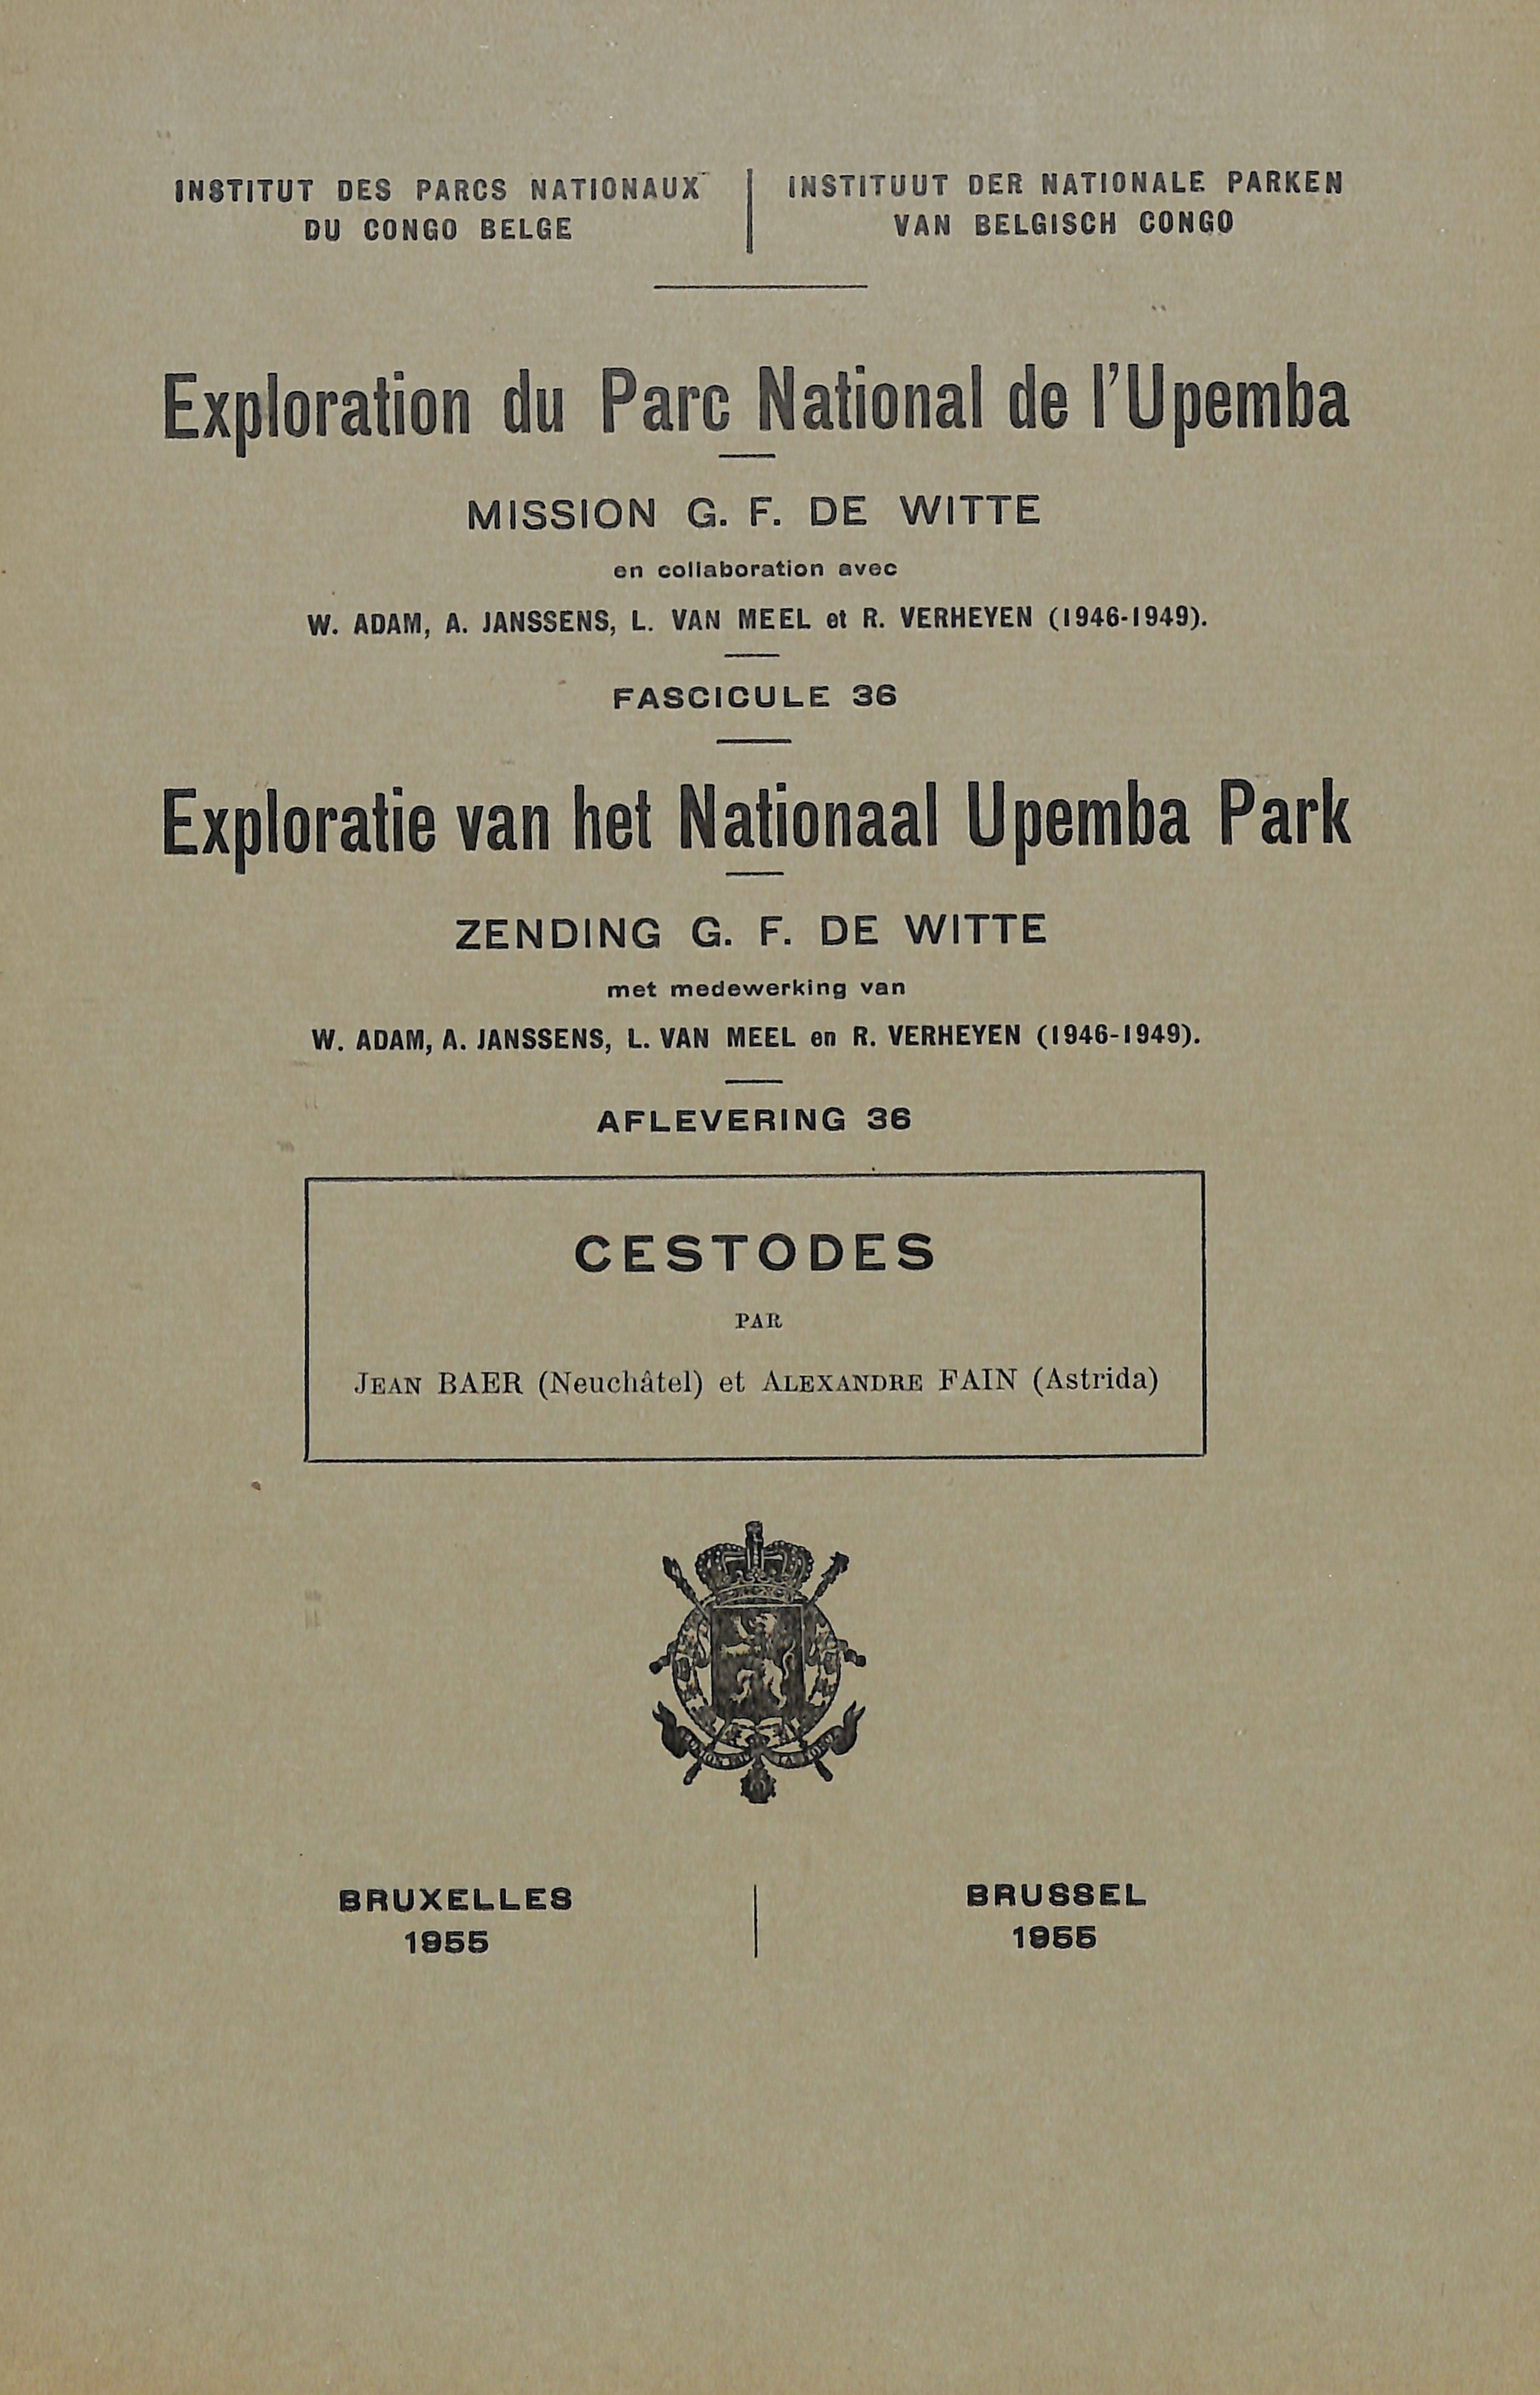 INSTITUT DES PARCS NATIONAUX
DU CONGO BELGE
INSTITUUT DER NATIONALE PARKEN
VAN BELGISCH CONGO
Exploration du Parc National de l'Upemba
MISSION G. F. DE WITTE
en collaboration avec
W. ADAM, A. JANSSENS, L. VAN MEEL et R. VERHEYEN (1946-1949).
FASCICULE 36
Exploratie van het Nationaal Upemba Park
ZENDING G. F. DE WITTE
met medewerking van
W. ADAM, A. JANSSENS, L. VAN MEEL en R. VERHEYEN (1946-1949).
AFLEVERING 36
CESTODES
PAR
JEAN BAER (Neuchâtel) et ALEXANDRE FAIN (Astrida)
BRUXELLES
1955
BRUSSEL
1955